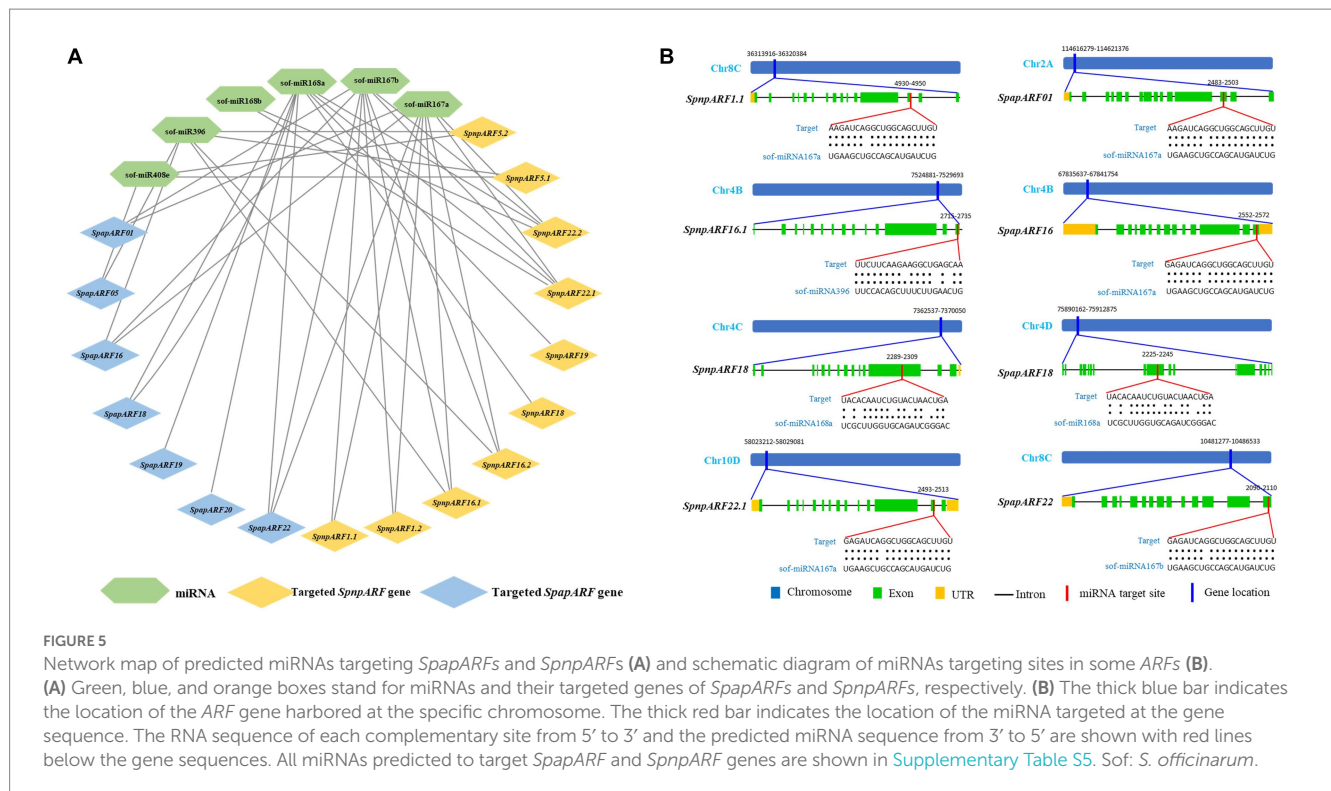 A
sof-miR168a
sof-miR167b
sof-miR168b
sof-miR167a
sof-miR396
SpnpARF5.2
sof-miR408e
SpnpARF5.1
SpapARF01
SpnpARF22.2
SpapARF05
SpnpARF22.1
SpapARF16
SpnpARF19
SpapARF18
SpnpARF18
SpapARF19
SpnpARF16.2
SpapARF20
SpnpARF16.1
SpapARF22
SpnpARF1.1
SpnpARF1.2
miRNA
Targeted SpnpARF gene
Targeted SpapARF gene
B
36313916-36320384
Chr8C
4930-4950
SpnpARF1.1
Target AAGAUCAGGCUGGCAGCUUGU
sof-miRNA167a UGAAGCUGCCAGCAUGAUCUG
114616279-114621376
Chr2A
2483-2503
SpapARF01
Target AAGAUCAGGCUGGCAGCUUGU
sof-miRNA167a UGAAGCUGCCAGCAUGAUCUG
7524881-7529693
Chr4B
2715-2735
SpnpARF16.1
Target UUCUUCAAGAAGGCUGAGCAA
sof-miRNA396 UUCCACAGCUUUCUUGAACUG
67835637-67841754
Chr4B
2552-2572
SpapARF16
Target GAGAUCAGGCUGGCAGCUUGU
sof-miRNA167a UGAAGCUGCCAGCAUGAUCUG
7362537-7370050
Chr4C
2289-2309
SpnpARF18
Target UACACAAUCUGUACUAACUGA
sof-miRNA168a UCGCUUGGUGCAGAUCGGGAC
75890162-75912875
Chr4D
2225-2245
SpapARF18
Target UACACAAUCUGUACUAACUGA
sof-miR168a UCGCUUGGUGCAGAUCGGGAC
58023212-58029081
Chr10D
2493-2513
SpnpARF22.1
Target GAGAUCAGGCUGGCAGCUUGU
sof-miRNA167a UGAAGCUGCCAGCAUGAUCUG
10481277-10486533
Chr8C
2090-2110
SpapARF22
Target GAGAUCAGGCUGGCAGCUUGU
sof-miRNA167b UGAAGCUGCCAGCAUGAUCUG
Chromosome Exon UTR Intron miRNA target site Gene location
FIGURE 5
Network map of predicted miRNAs targeting SpapARFs and SpnpARFs (A) and schematic diagram of miRNAs targeting sites in some ARFs (B).
(A) Green, blue, and orange boxes stand for miRNAs and their targeted genes of SpapARFs and SpnpARFs, respectively. (B) The thick blue bar indicates
the location of the ARF gene harbored at the specific chromosome. The thick red bar indicates the location of the miRNA targeted at the gene
sequence. The RNA sequence of each complementary site from 5′ to 3′ and the predicted miRNA sequence from 3′ to 5′ are shown with red lines
below the gene sequences. All miRNAs predicted to target SpapARF and SpnpARF genes are shown in Supplementary Table S5. Sof: S. officinarum.